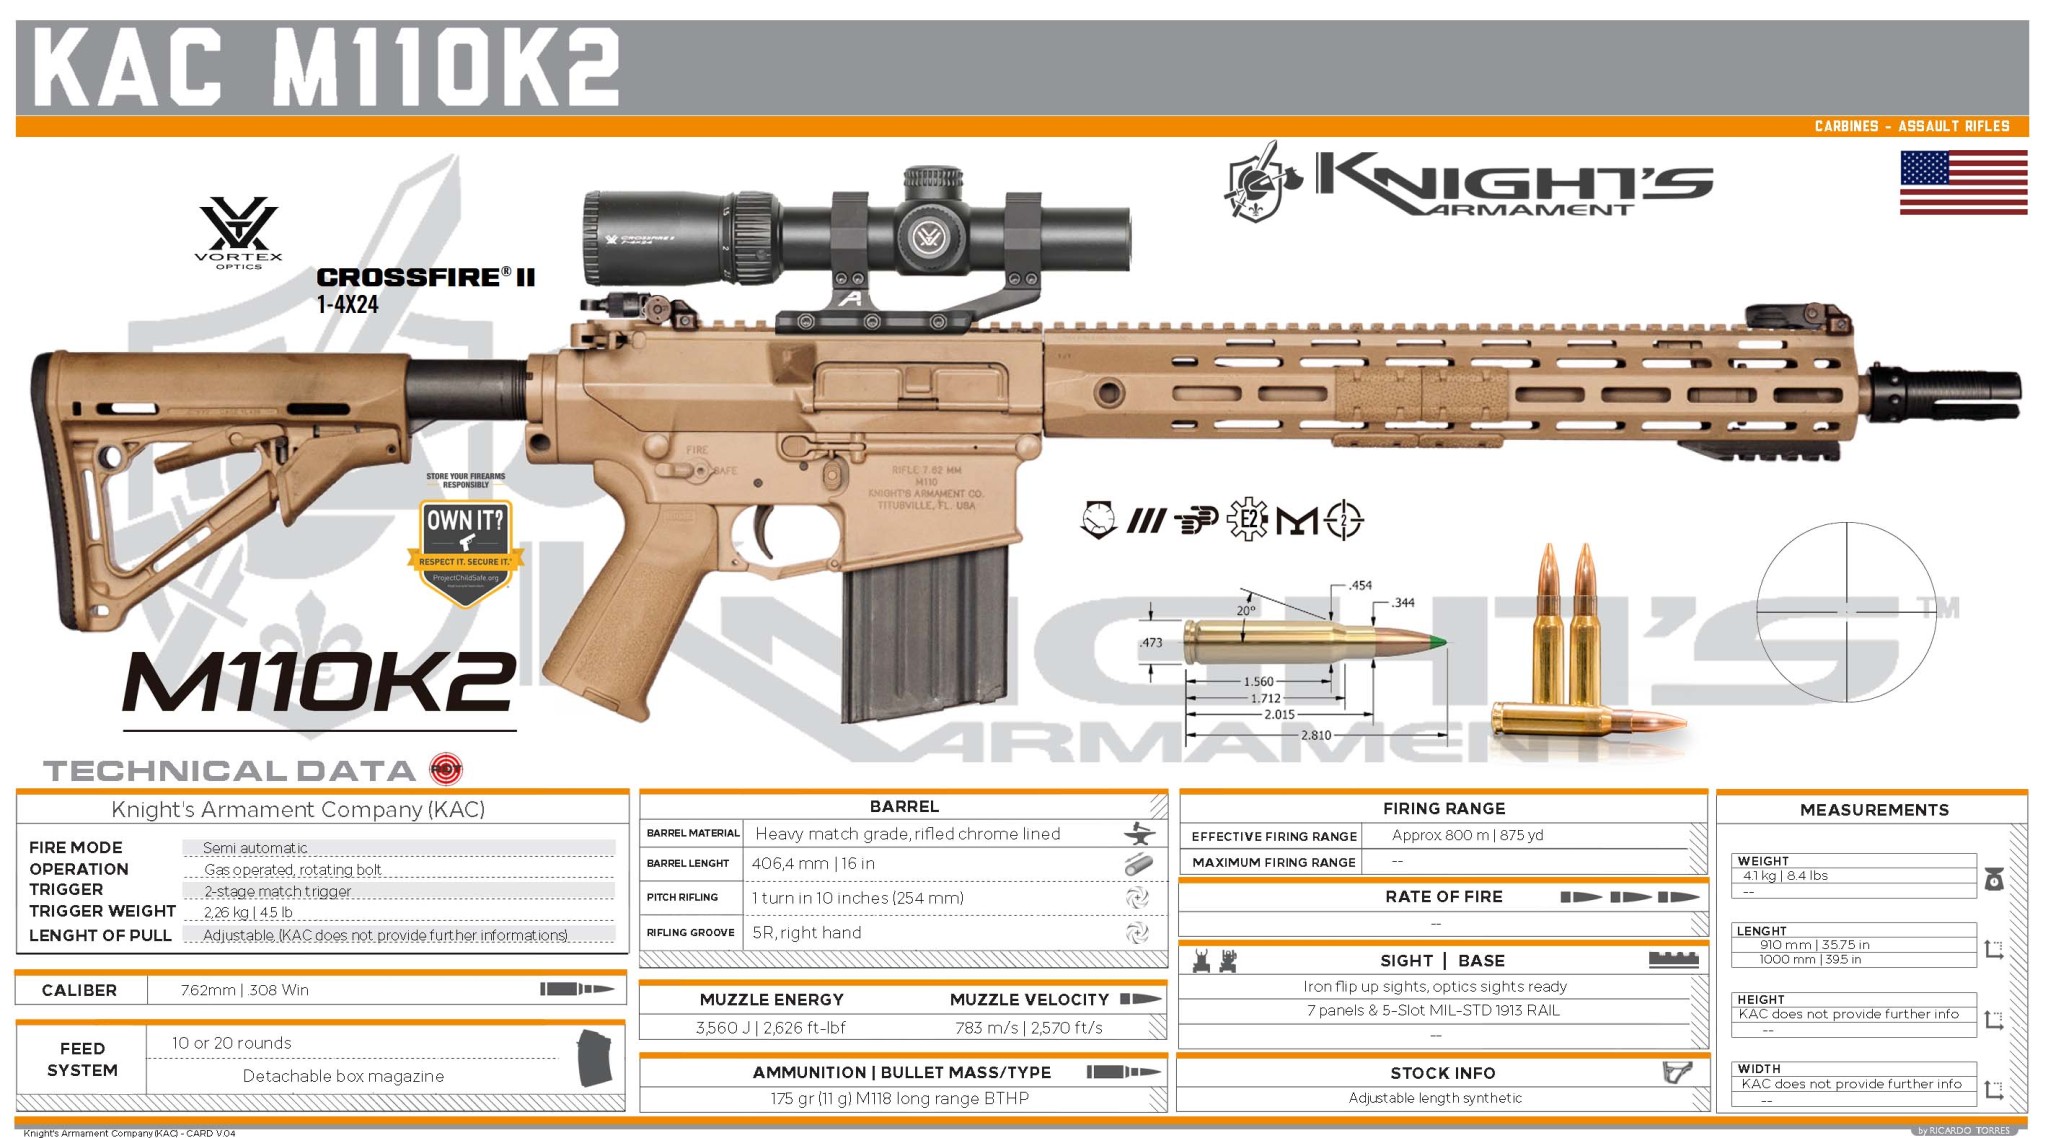 KAC M110K2
CARBINES - ASSAULT RIFLES
KNIGHT'S
ARMAMENT
VORTEX
OPTICS
CROSSFIRE® II
1-4X24
CROSSFIRE II
1-4X24
A
FIRE
SAFE
RIFLE 7.62 MM
M110
KNIGHT'S ARMAMENT CO.
TITUSVILLE, FL. USA
STORE YOUR FIREARMS
RESPONSIBLY
OWN IT?
RESPECT IT. SECURE IT.
ProjectChildSafe.org
E2
2
.454
20°
.344
.473
1.560
1.712
2.015
2.810
KNIGHT'S ™
ARMAMENT
M110K2
TECHNICAL DATA
Knight's Armament Company (KAC)
FIRE MODE Semi automatic
OPERATION Gas operated, rotating bolt
TRIGGER 2-stage match trigger
TRIGGER WEIGHT 2,26 kg | 4.5 lb
LENGHT OF PULL Adjustable, (KAC does not provide further informations)
CALIBER 7.62mm | .308 Win
FEED SYSTEM
10 or 20 rounds
Detachable box magazine
BARREL
BARREL MATERIAL Heavy match grade, rifled chrome lined
BARREL LENGHT 406,4 mm | 16 in
PITCH RIFLING 1 turn in 10 inches (254 mm)
RIFLING GROOVE 5R, right hand
MUZZLE ENERGY MUZZLE VELOCITY
3,560 J | 2,626 ft-lbf 783 m/s | 2,570 ft/s
AMMUNITION | BULLET MASS/TYPE
175 gr (11 g) M118 long range BTHP
FIRING RANGE
EFFECTIVE FIRING RANGE Approx 800 m | 875 yd
MAXIMUM FIRING RANGE --
RATE OF FIRE
--
SIGHT | BASE
Iron flip up sights, optics sights ready
7 panels & 5-Slot MIL-STD 1913 RAIL
--
STOCK INFO
Adjustable length synthetic
MEASUREMENTS
WEIGHT
4.1 kg | 8.4 lbs
--
LENGHT
910 mm | 35.75 in
1000 mm | 39.5 in
HEIGHT
KAC does not provide further info
--
WIDTH
KAC does not provide further info
--
Knight's Armament Company (KAC) - CARD V.04
by RICARDO TORRES